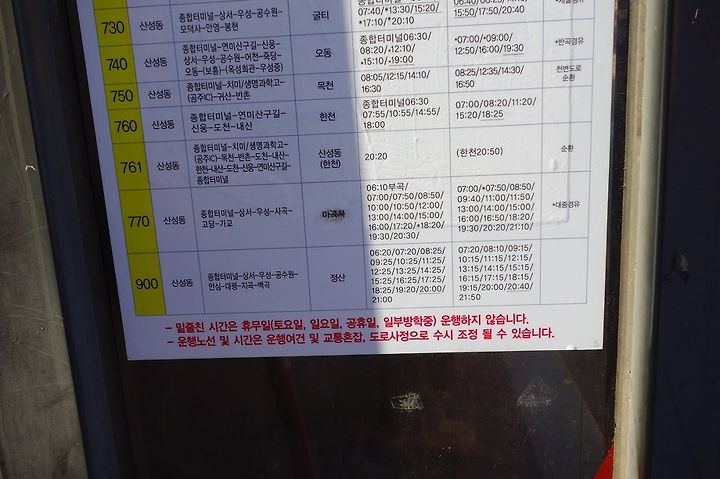 07:40/*13:30/15:20/
15:50/17:50/20:40
730 산성동 종합터미널-상서-우성-공수원-
모덕사-안영-봉현
굴티
*17:10/*20:10
740 산성동 종합터미널-연미산구길-신웅-
상서-우성-공수원-어천-죽당-
오동-(보흥)-(옥성회관-우성중)
오동
종합터미널06:30/
08:20/*12:10/
*15:10/*19:00
*07:00/*09:00/
12:50/16:00/19:30
*반곡경유
750 산성동 종합터미널-치미/생명과학고-
(공주IC)-귀산-반촌
목천
08:05/12:15/14:10/
16:30
08:25/12:35/14:30/
16:50
천변도로
순환
760 산성동 종합터미널-연미산구길-
신웅-도천-내산
한천
종합터미널06:30
07:55/10:55/14:55/
18:00
07:00/08:20/11:20/
15:20/18:25
761 산성동 종합터미널-치미/생명과학고-
(공주IC)-목천-반촌-도천-내산-
한천-내산-도천-신웅-연미산구길-
종합터미널
산성동
(한천)
20:20
(한천20:50)
순환
770 산성동 종합터미널-상서-우성-사곡-
고당-가교
06:10부곡/
07:00/07:50/08:50/
10:00/10:50/12:00/
13:00/14:00/15:00/
16:00/17:20/*18:20/
19:30/20:30/
07:00/*07:50/08:50/
09:40/11:00/11:50/
13:00/14:00/15:00/
16:00/16:50/18:20/
19:30/20:20/21:10/
*대중경유
900 산성동 종합터미널-상서-우성-공수원-
안심-대평-지곡-백곡
정산
06:20/07:20/08:25/
09:25/10:25/11:25/
12:25/13:25/14:25/
15:25/16:25/17:25/
18:25/19:20/20:00/
21:00
07:20/08:10/09:15/
10:15/11:15/12:15/
13:15/14:15/15:15/
16:15/17:15/18:15/
19:15/20:00/20:40/
21:50
- 밑줄친 시간은 휴무일(토요일, 일요일, 공휴일, 일부방학중) 운행하지 않습니다.
- 운행노선 및 시간은 운행여건 및 교통혼잡, 도로사정으로 수시 조정 될 수 있습니다.